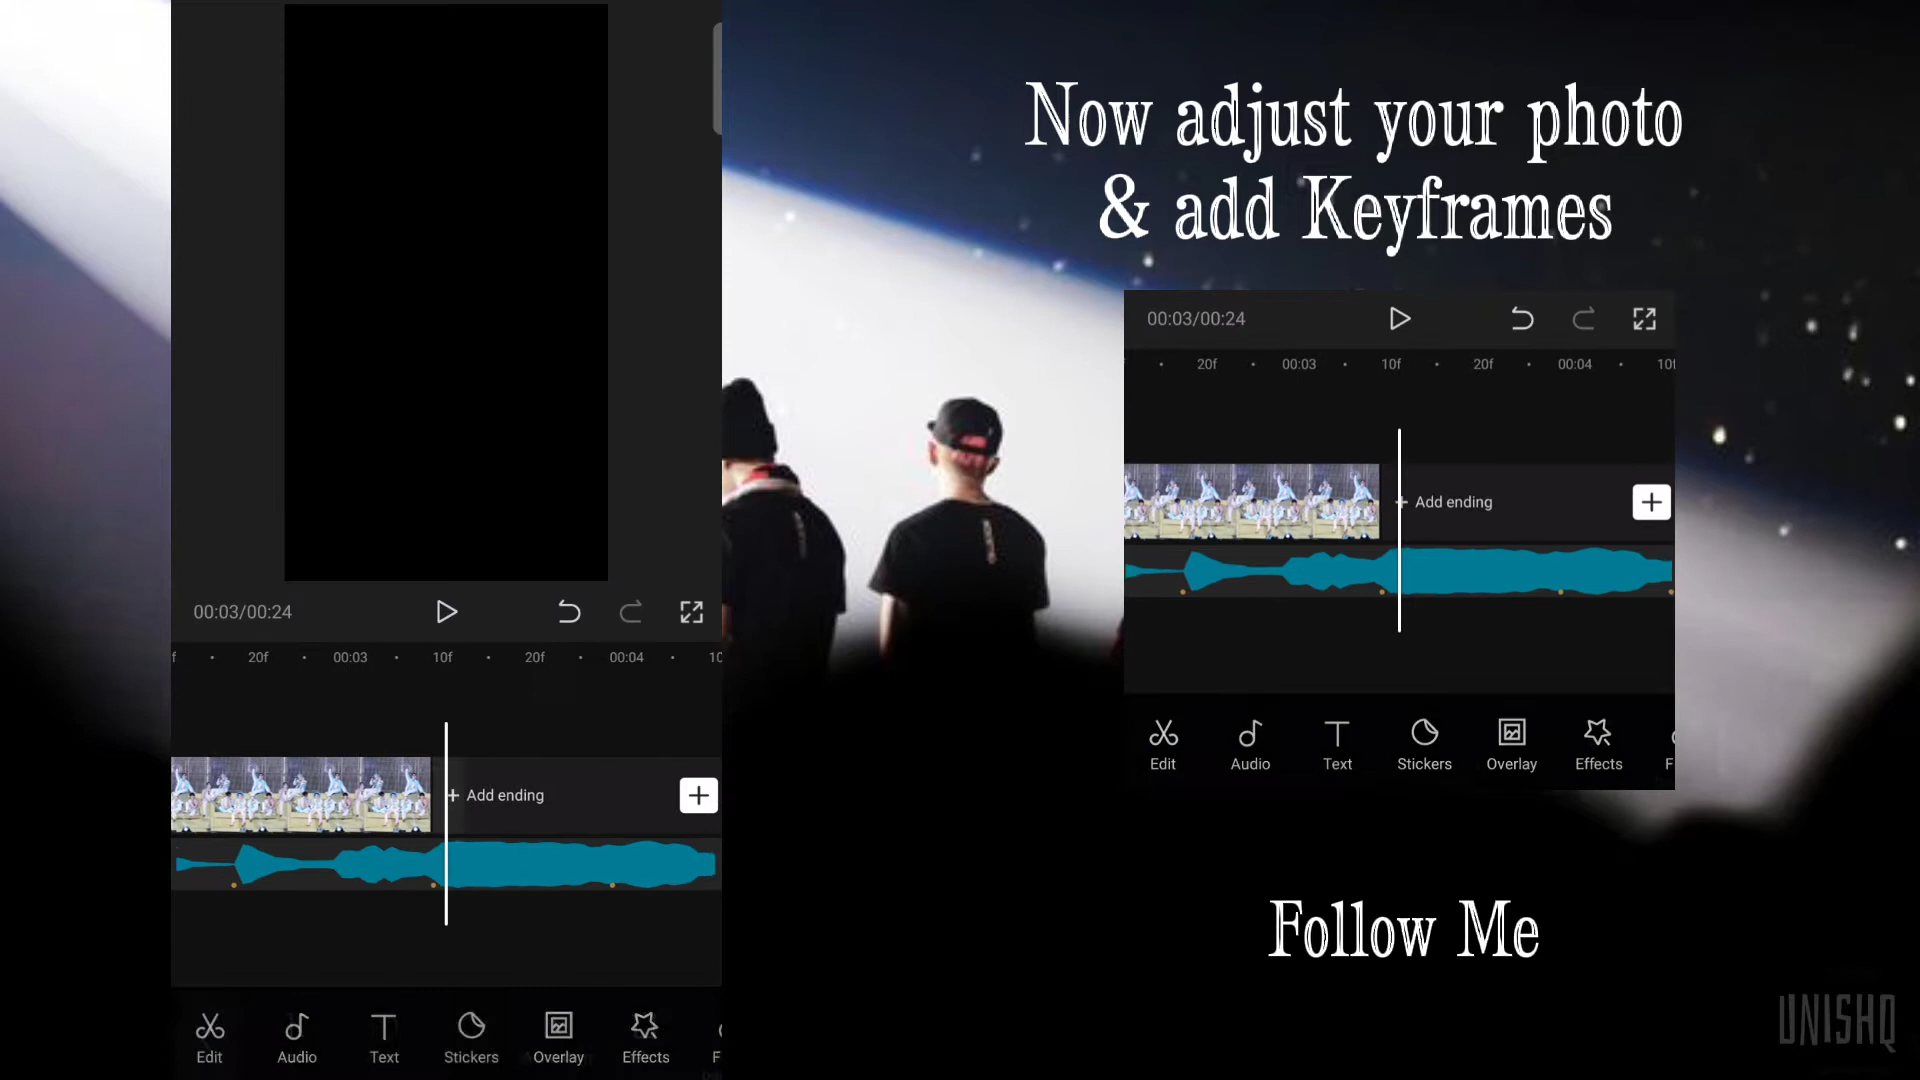 Now adjust your photo
& add Keyframes
00:03/00:24
20f 00:03 10f 20f 00:04 10f
+ Add ending
Edit Audio Text Stickers Overlay Effects F
00:03/00:24
f 20f 00:03 10f 20f 00:04 10
+ Add ending
Edit Audio Text Stickers Overlay Effects F
Follow Me
UNISHQ